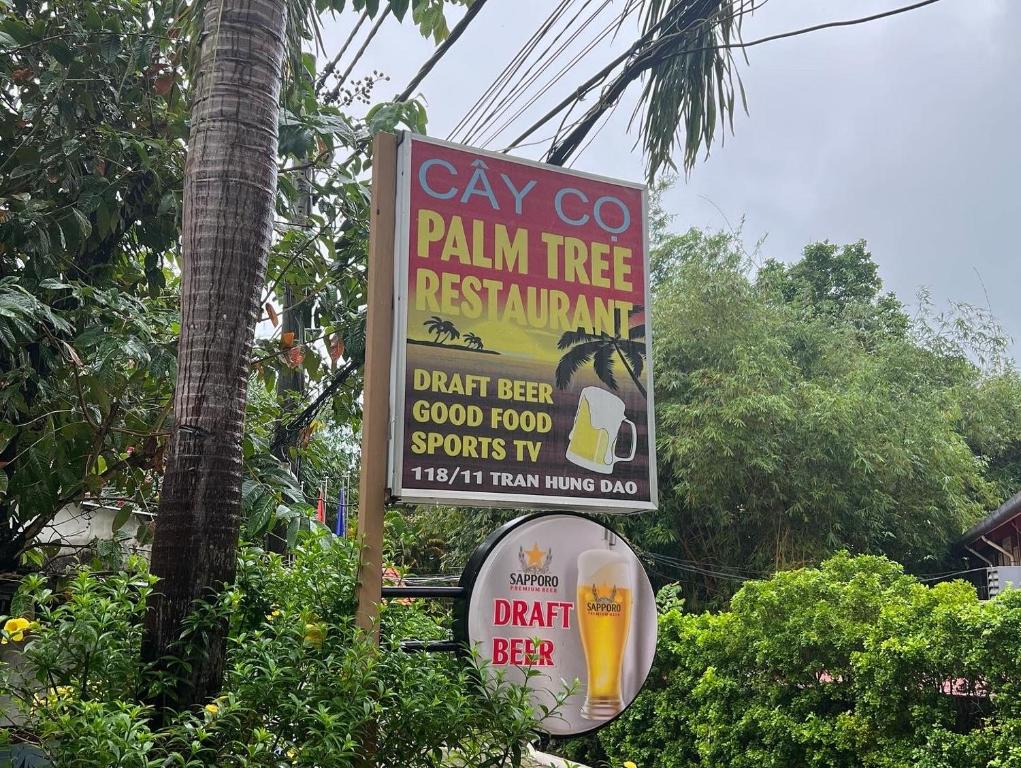 CÂY CỌ
PALM TREE
RESTAURANT
DRAFT BEER
GOOD FOOD
SPORTS TV
118/11 TRAN HUNG DAO
SAPPORO
PREMIUM BEER
DRAFT
BEER
SAPPORO